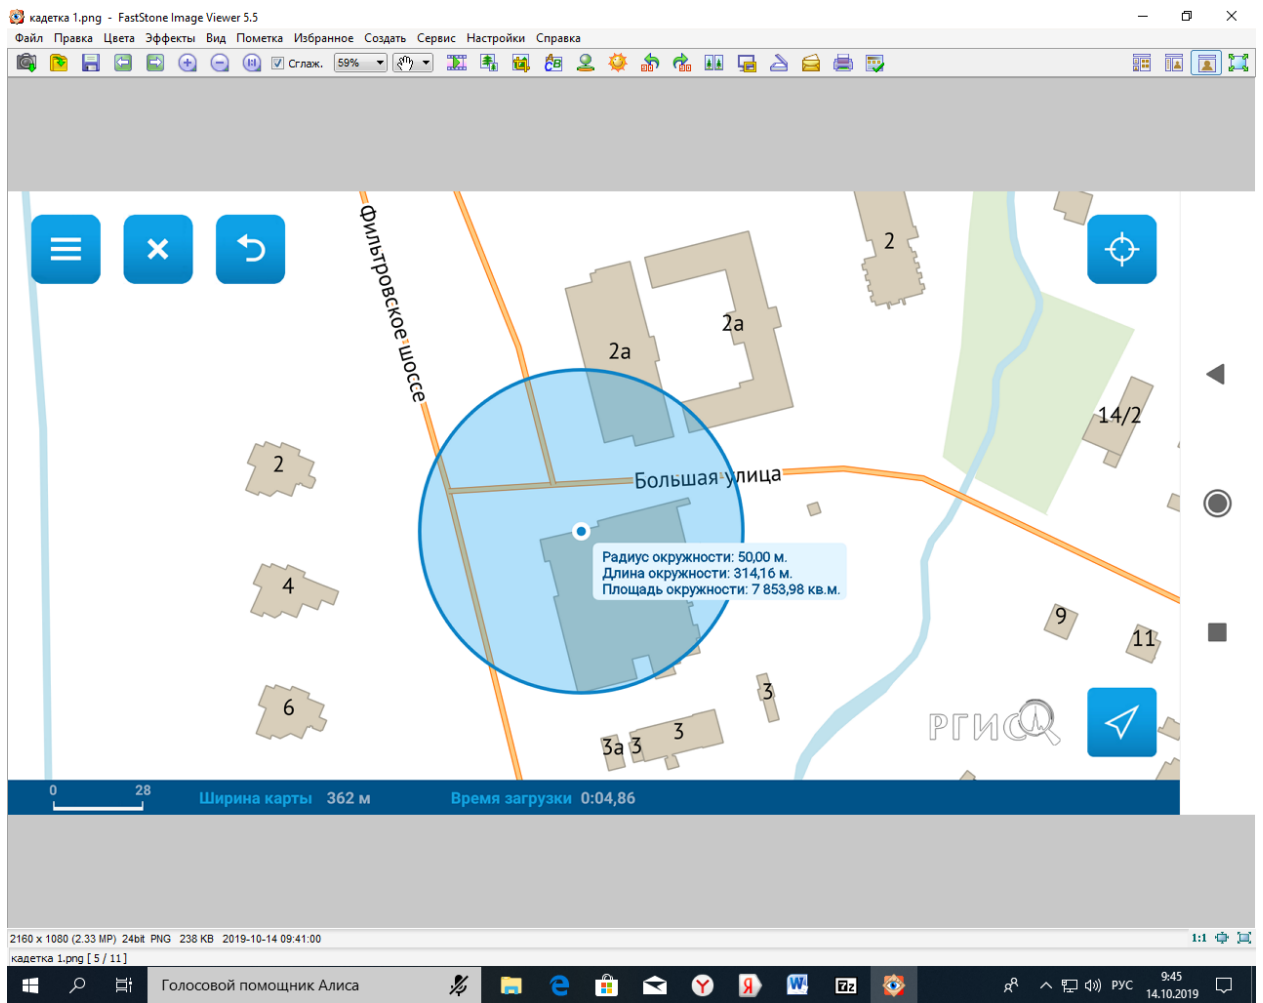 кадетка 1.png - FastStone Image Viewer 5.5
Файл Правка Цвета Эффекты Вид Пометка Избранное Создать Сервис Настройки Справка
Сглаж. 59%
Фильтровское шоссе
2
2а
2а
14/2
2
Большая улица
Радиус окружности: 50,00 м.
Длина окружности: 314,16 м.
Площадь окружности: 7 853,98 кв.м.
4
9
11
6
3
3
3а 3
РГИС
0 28
Ширина карты 362 м
Время загрузки 0:04,86
2160 x 1080 (2.33 MP) 24bit PNG 238 KB 2019-10-14 09:41:00
1:1
кадетка 1.png [ 5 / 11 ]
Голосовой помощник Алиса
РУС
9:45
14.10.2019